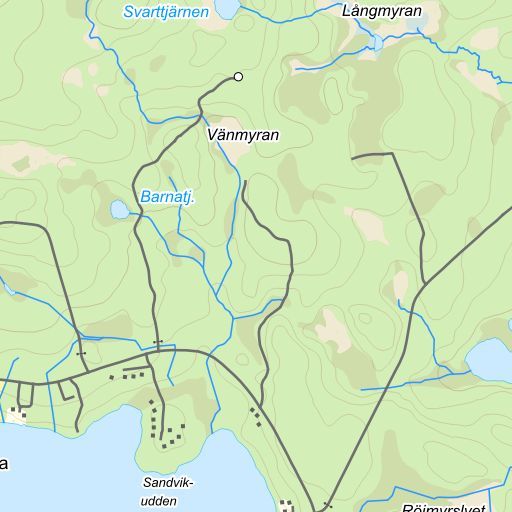 Svarttjärnen
Långmyran
Vänmyran
Barnatj.
a
Sandvik-
udden
Röjmyrslyet